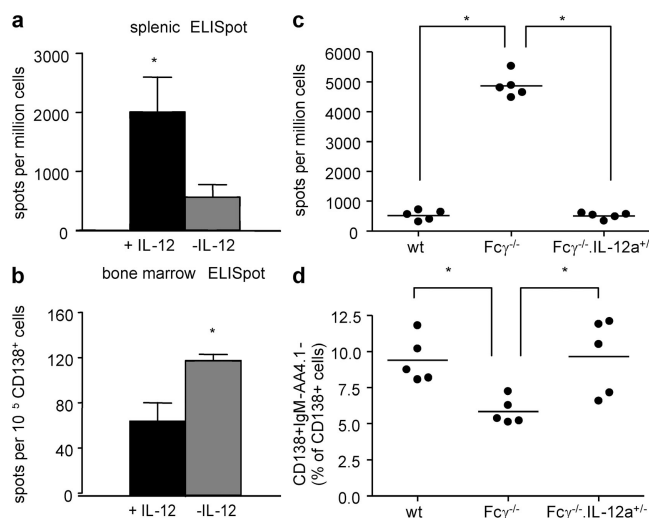 a
splenic ELISpot
spots per million cells
3000
2000
1000
0
*
+ IL-12 -IL-12
b
bone marrow ELISpot
spots per 10 5 CD138+
160
120
80
40
0
*
+ IL-12 -IL-12
c
spots per million cells
6000
5000
4000
3000
2000
1000
0
* *
wt Fcγ-/- Fcγ-/-.IL-12a+/
d
CD138+IgM-AA4.1-
(% of CD138+ cells)
12.5
10.0
7.5
5.0
2.5
0.0
* *
wt Fcγ-/- Fcγ-/-.IL-12a+/-